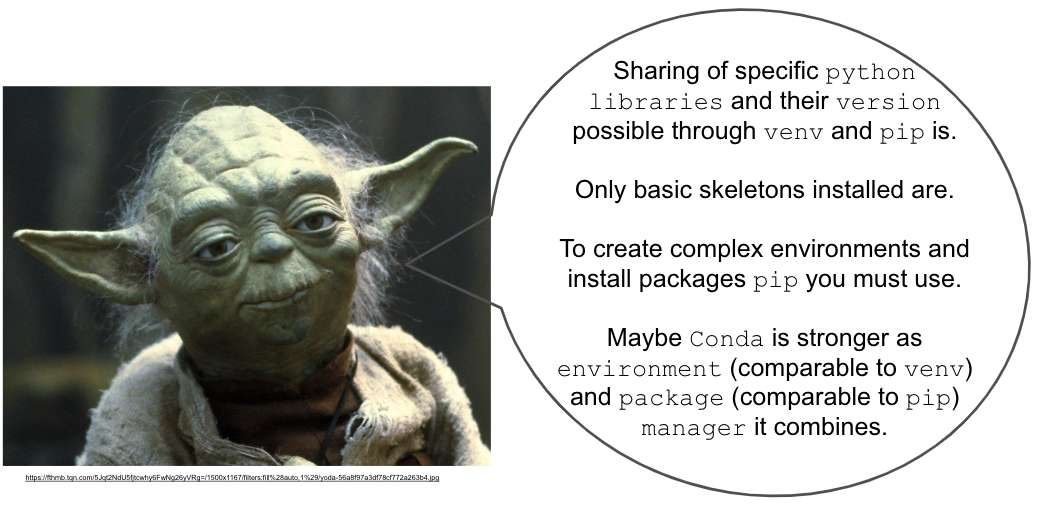 Sharing of specific python
libraries and their version
possible through venv and pip is.
Only basic skeletons installed are.
To create complex environments and
install packages pip you must use.
Maybe Conda is stronger as
environment (comparable to venv)
and package (comparable to pip)
manager it combines.
https://fthmb.tqn.com/5Jqt2NdU5fjtcwhy6FwNg26yVRg=/1500x1167/filters:fill%28auto,1%29/yoda-56a8f97a3df78cf772a263b4.jpg